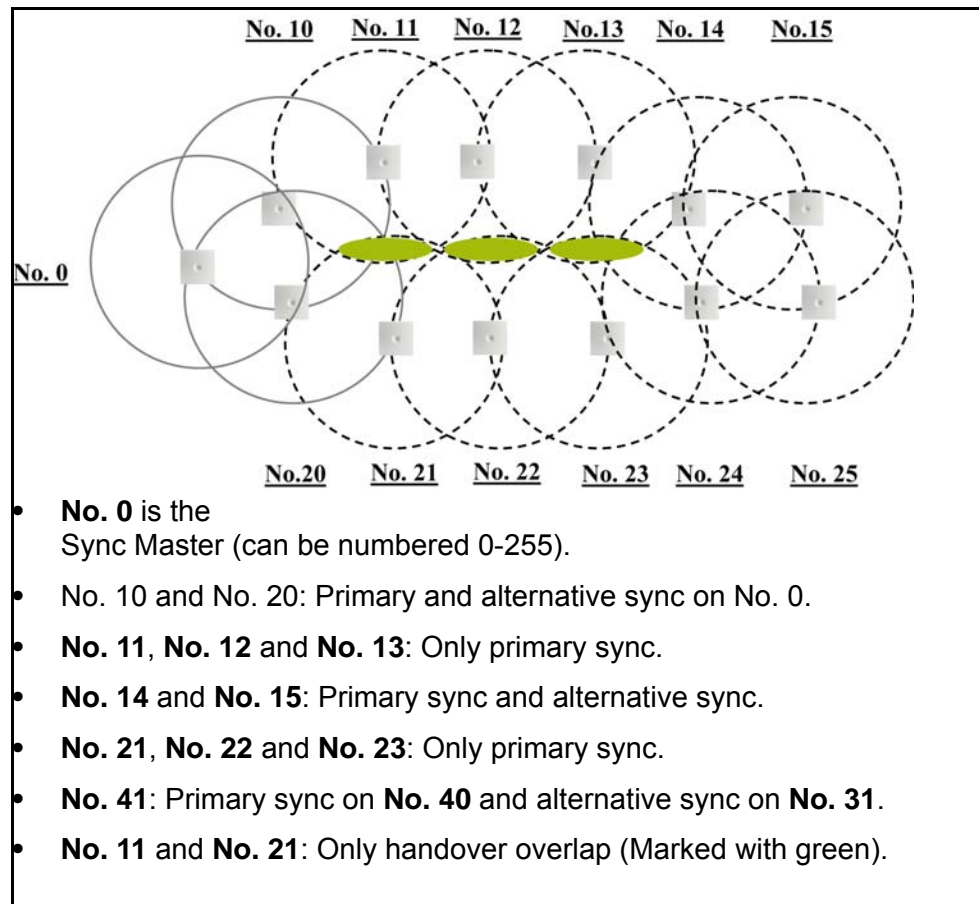 No. 10 No. 11 No. 12 No.13 No. 14 No.15
No. 0
No.20 No. 21 No. 22 No. 23 No. 24 No. 25
• No. 0 is the
Sync Master (can be numbered 0-255).
• No. 10 and No. 20: Primary and alternative sync on No. 0.
• No. 11, No. 12 and No. 13: Only primary sync.
• No. 14 and No. 15: Primary sync and alternative sync.
• No. 21, No. 22 and No. 23: Only primary sync.
• No. 41: Primary sync on No. 40 and alternative sync on No. 31.
• No. 11 and No. 21: Only handover overlap (Marked with green).